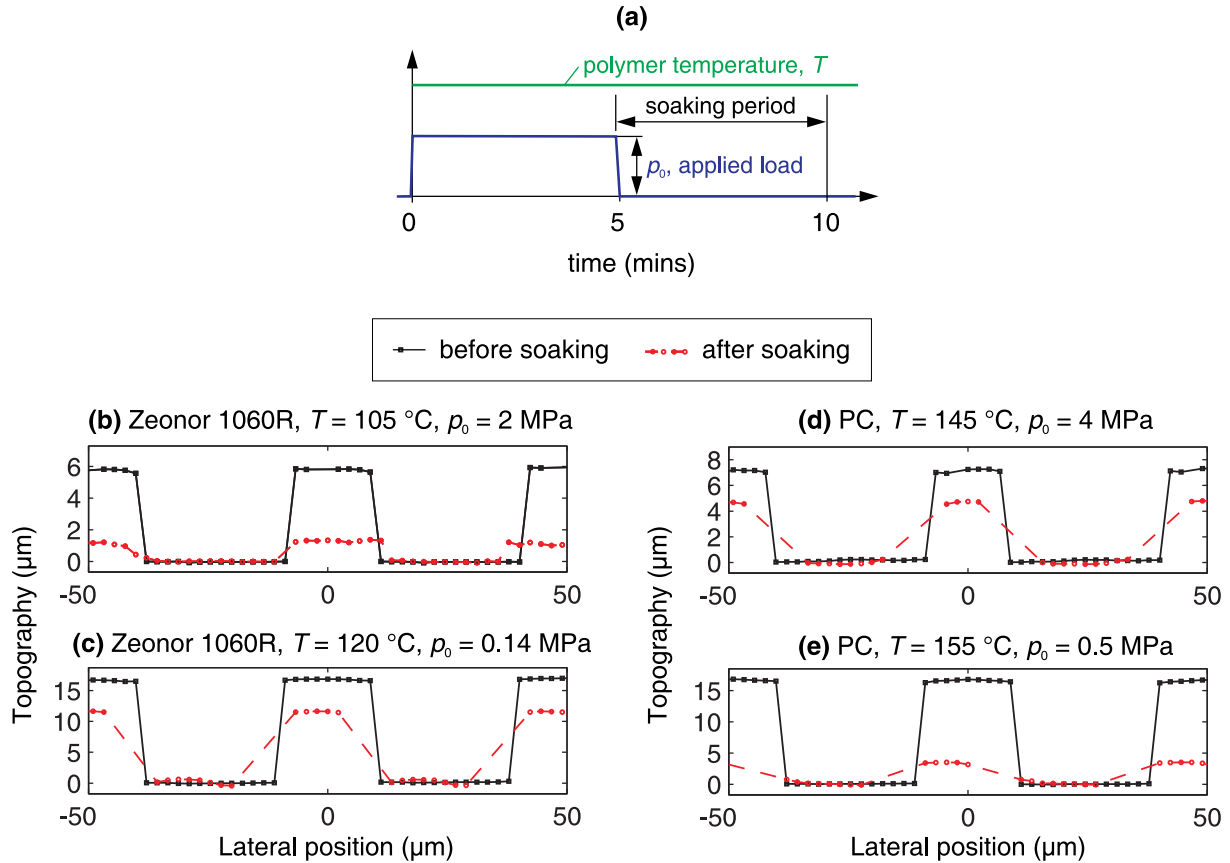 (a)
polymer temperature, T
soaking period
p₀, applied load
0
5
10
time (mins)
before soaking
after soaking
(b) Zeonor 1060R, T = 105 °C, p₀ = 2 MPa
6
4
2
0
-50
0
50
(d) PC, T = 145 °C, p₀ = 4 MPa
8
6
4
2
0
-50
0
50
(c) Zeonor 1060R, T = 120 °C, p₀ = 0.14 MPa
15
10
5
0
-50
0
50
Topography (µm)
Lateral position (µm)
(e) PC, T = 155 °C, p₀ = 0.5 MPa
15
10
5
0
-50
0
50
Topography (µm)
Lateral position (µm)